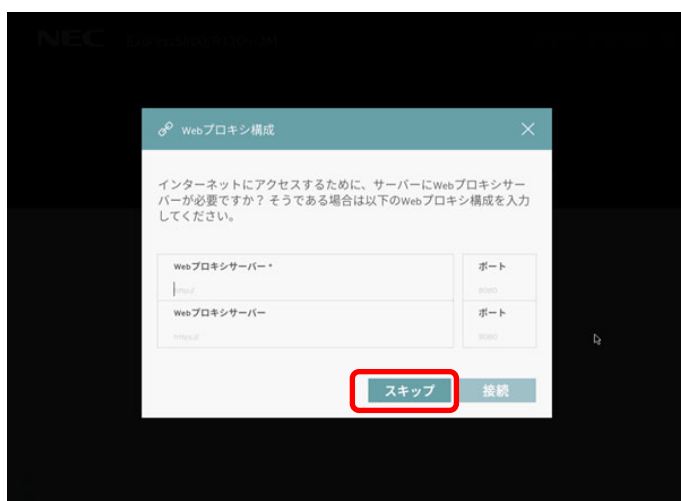 NEC
Webプロキシ構成
インターネットにアクセスするために、サーバーにWebプロキシサー
バーが必要ですか？そうである場合は以下のWebプロキシ構成を入力
してください。
Webプロキシサーバー * ポート
http:// 8080
Webプロキシサーバー ポート
https:// 8080
スキップ 接続